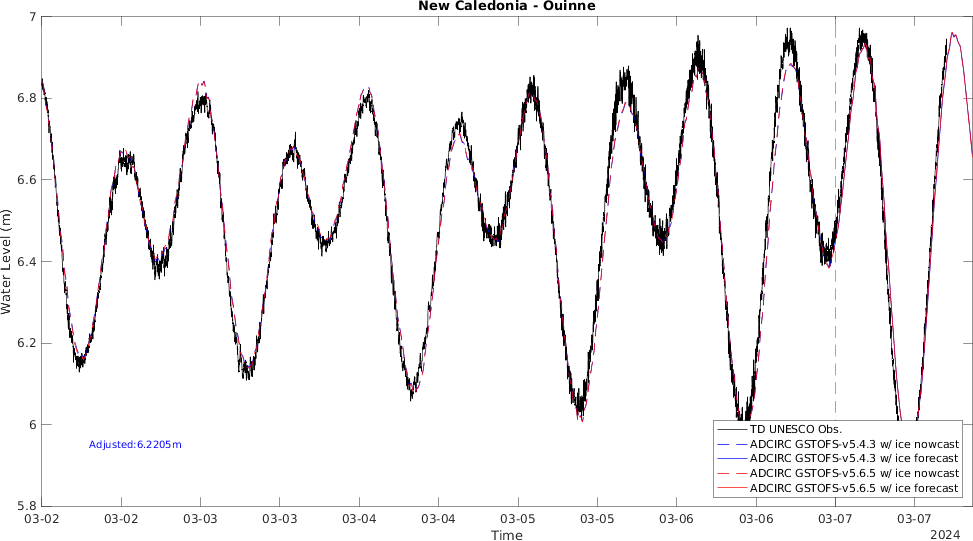 New Caledonia - Ouinne
7
6.8
6.6
6.4
6.2
6
5.8
Water Level (m)
Adjusted:6.2205m
TD UNESCO Obs.
ADCIRC GSTOFS-v5.4.3 w/ ice nowcast
ADCIRC GSTOFS-v5.4.3 w/ ice forecast
ADCIRC GSTOFS-v5.6.5 w/ ice nowcast
ADCIRC GSTOFS-v5.6.5 w/ ice forecast
03-02 03-02 03-03 03-03 03-04 03-04 03-05 03-05 03-06 03-06 03-07 03-07
Time
2024